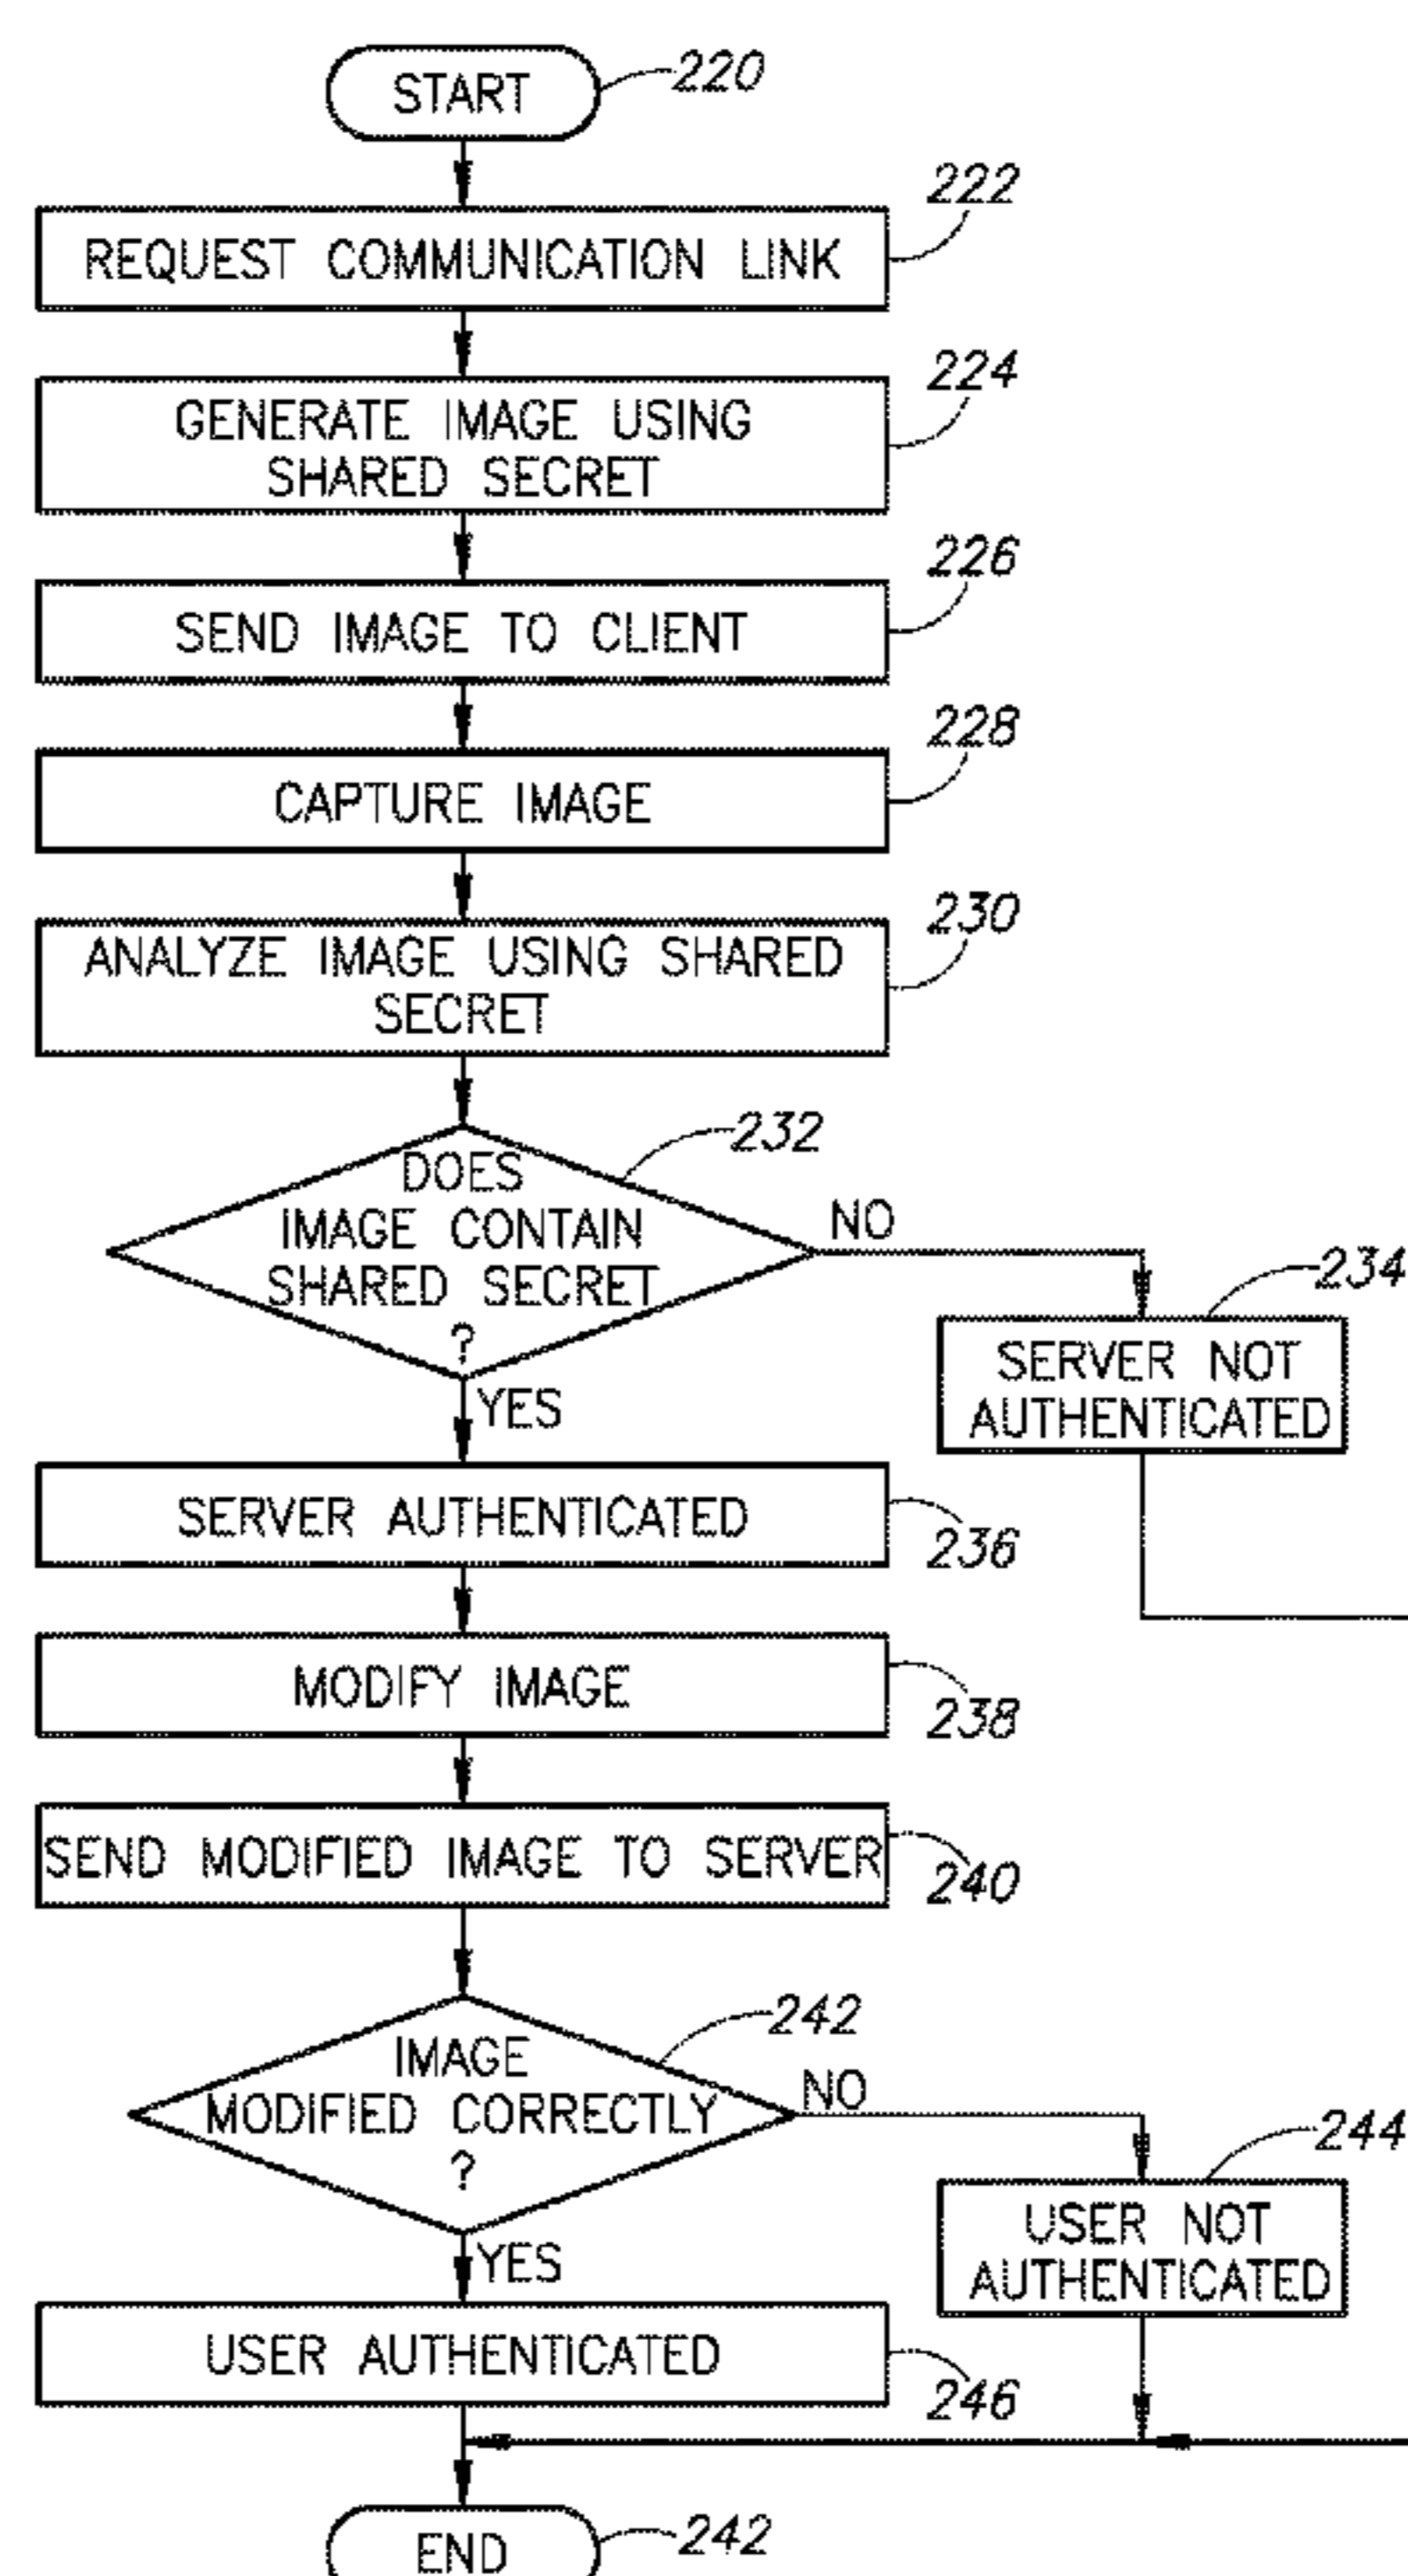 START
220
222
REQUEST COMMUNICATION LINK
224
GENERATE IMAGE USING
SHARED SECRET
226
SEND IMAGE TO CLIENT
228
CAPTURE IMAGE
230
ANALYZE IMAGE USING SHARED
SECRET
232
DOES
IMAGE CONTAIN
SHARED SECRET
?
NO
YES
234
SERVER NOT
AUTHENTICATED
SERVER AUTHENTICATED
236
MODIFY IMAGE
238
SEND MODIFIED IMAGE TO SERVER
240
242
IMAGE
MODIFIED CORRECTLY
?
NO
YES
244
USER NOT
AUTHENTICATED
USER AUTHENTICATED
246
END
242